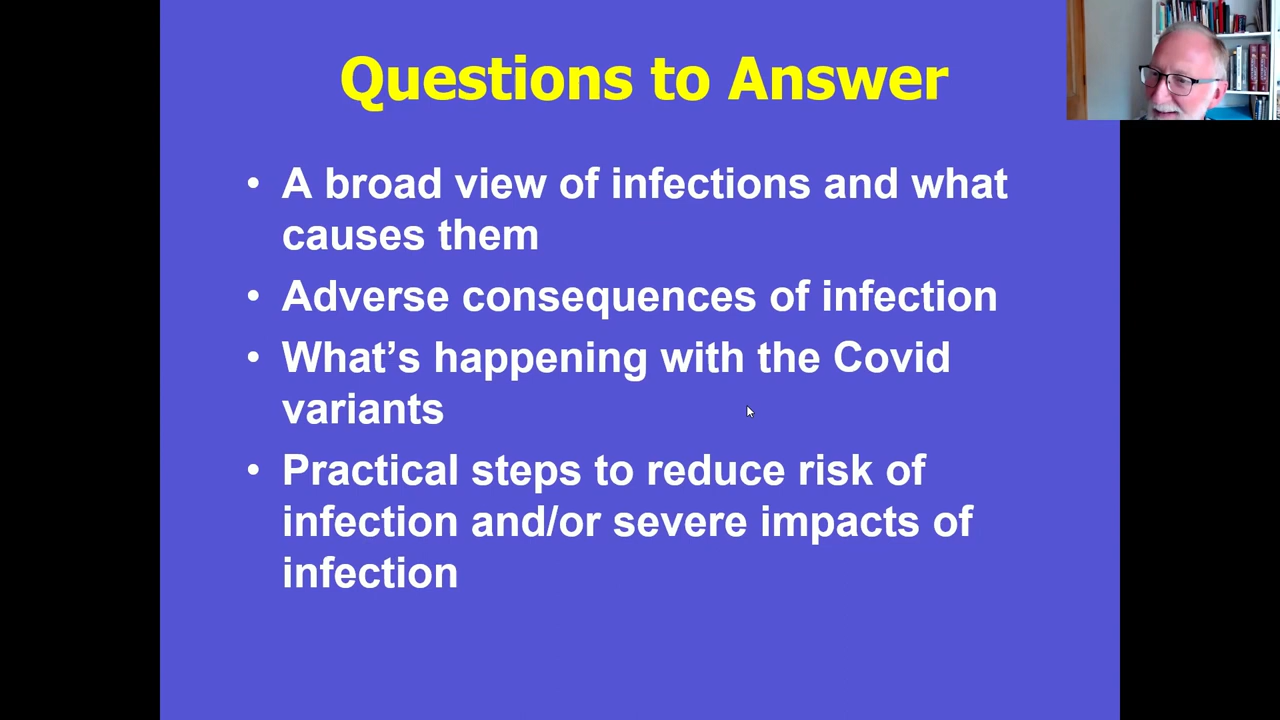 Questions to Answer
• A broad view of infections and what
causes them
• Adverse consequences of infection
• What’s happening with the Covid
variants
• Practical steps to reduce risk of
infection and/or severe impacts of
infection